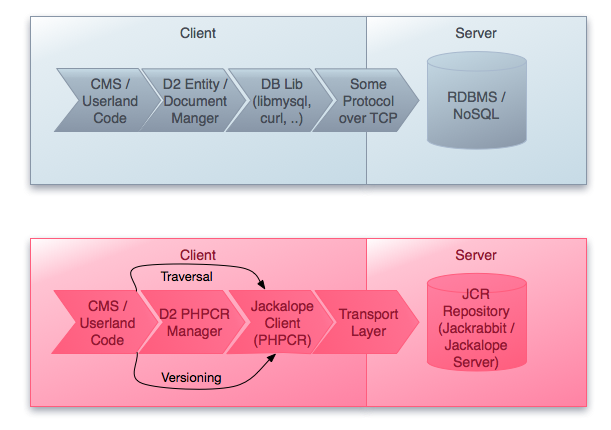 Client
Server
CMS /
Userland
Code
D2 Entity /
Document
Manger
DB Lib
(libmysql,
curl, ..)
Some
Protocol
over TCP
RDBMS /
NoSQL
Client
Server
Traversal
CMS /
Userland
Code
D2 PHPCR
Manager
Jackalope
Client
(PHPCR)
Transport
Layer
JCR
Repository
(Jackrabbit /
Jackalope
Server)
Versioning